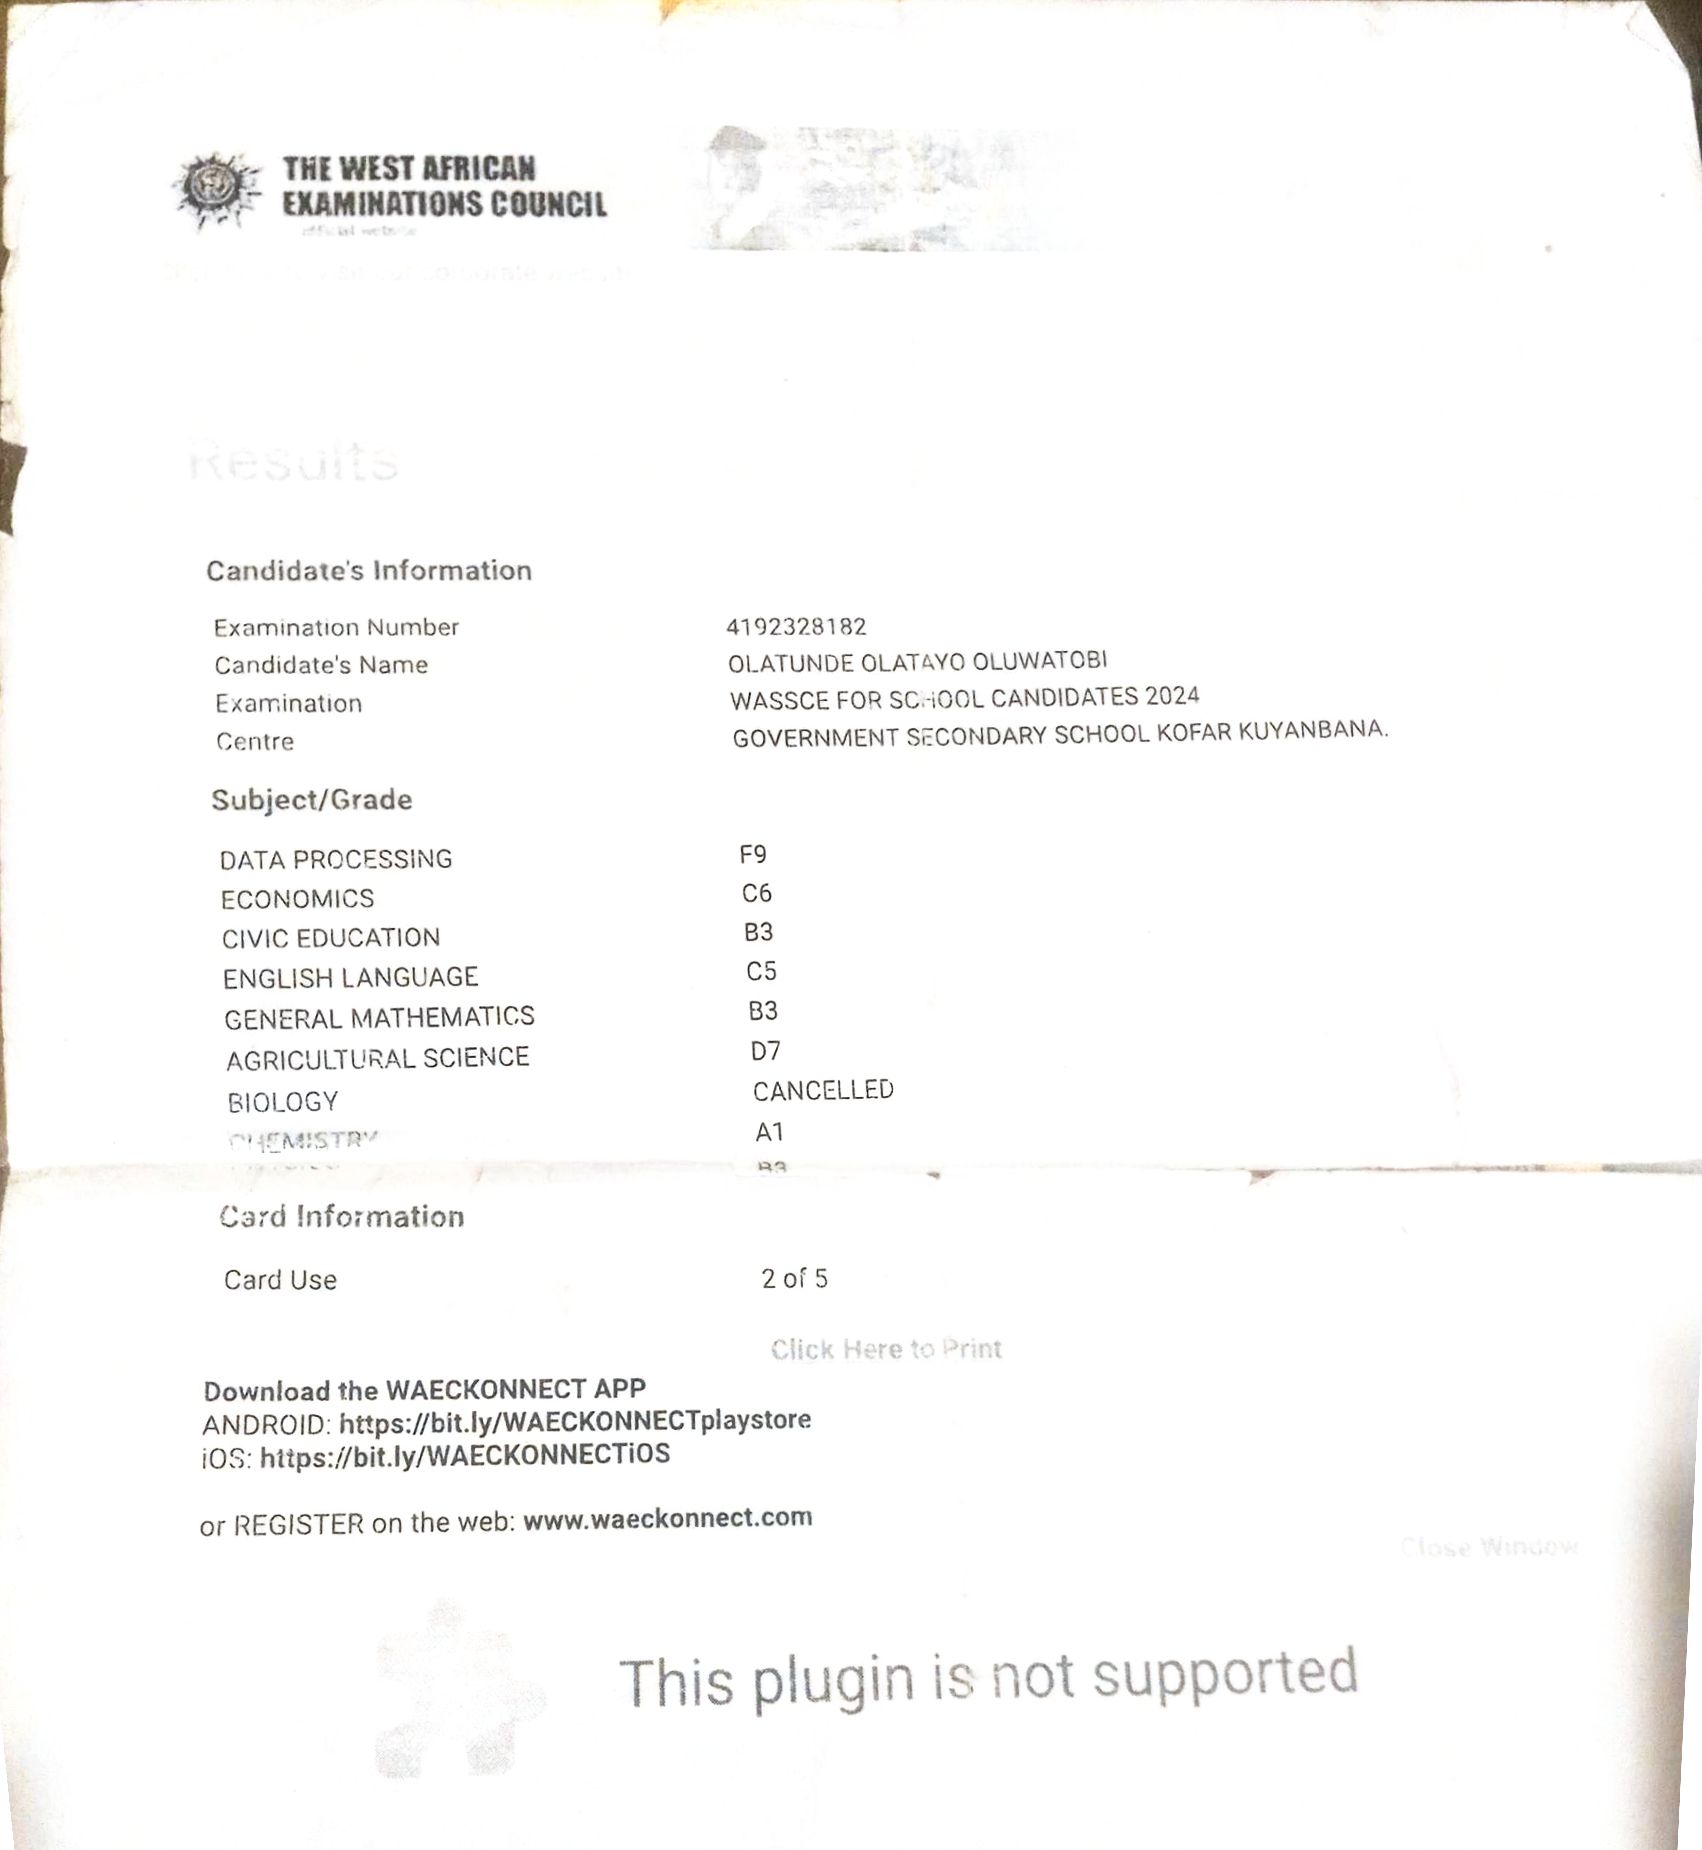 THE WEST AFRICAN
EXAMINATIONS COUNCIL
official website
Results
Candidate's Information
Examination Number 4192328182
Candidate's Name OLATUNDE OLATAYO OLUWATOBI
Examination WASSCE FOR SCHOOL CANDIDATES 2024
Centre GOVERNMENT SECONDARY SCHOOL KOFAR KUYANBANA.
Subject/Grade
DATA PROCESSING F9
ECONOMICS C6
CIVIC EDUCATION B3
ENGLISH LANGUAGE C5
GENERAL MATHEMATICS B3
AGRICULTURAL SCIENCE D7
BIOLOGY CANCELLED
CHEMISTRY A1
B3
Card Information
Card Use 2 of 5
Click Here to Print
Download the WAECKONNECT APP
ANDROID: https://bit.ly/WAECKONNECTplaystore
iOS: https://bit.ly/WAECKONNECTiOS
or REGISTER on the web: www.waeckonnect.com
Close Window
This plugin is not supported